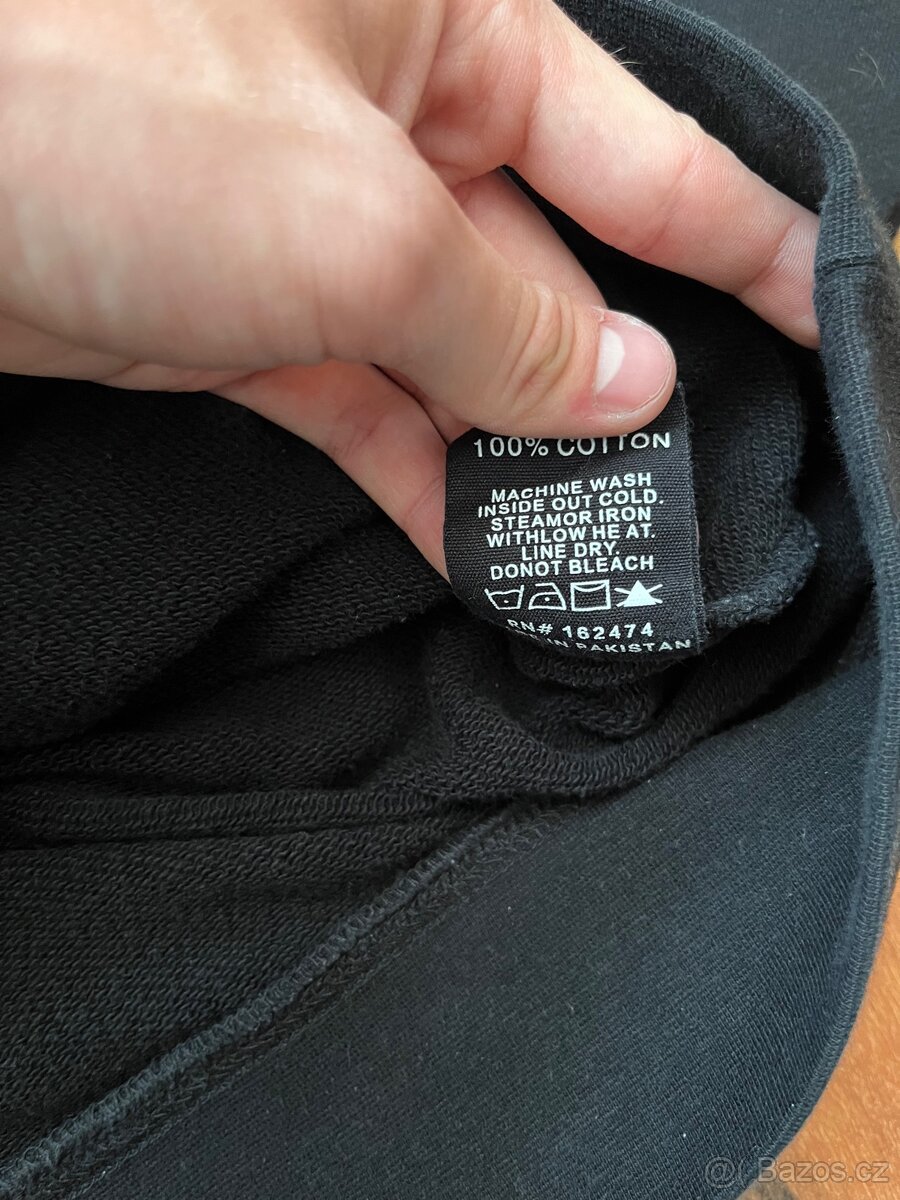 100% COTTON
MACHINE WASH
INSIDE OUT COLD.
STEAMOR IRON
WITHLOW HE AT.
LINE DRY.
DONOT BLEACH
RN# 162474
IN PAKISTAN
Bazos.cz